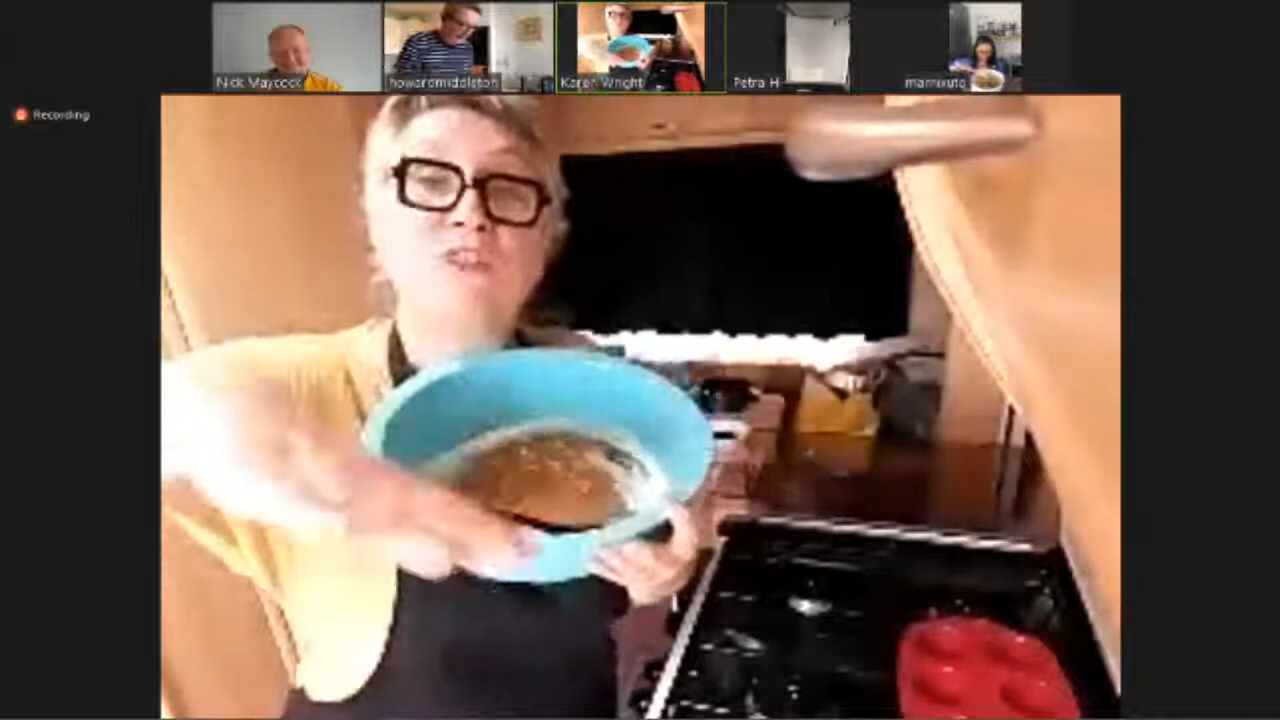 Nick Maycock
howardmiddleton
Karen Wright
Petra H
Recording